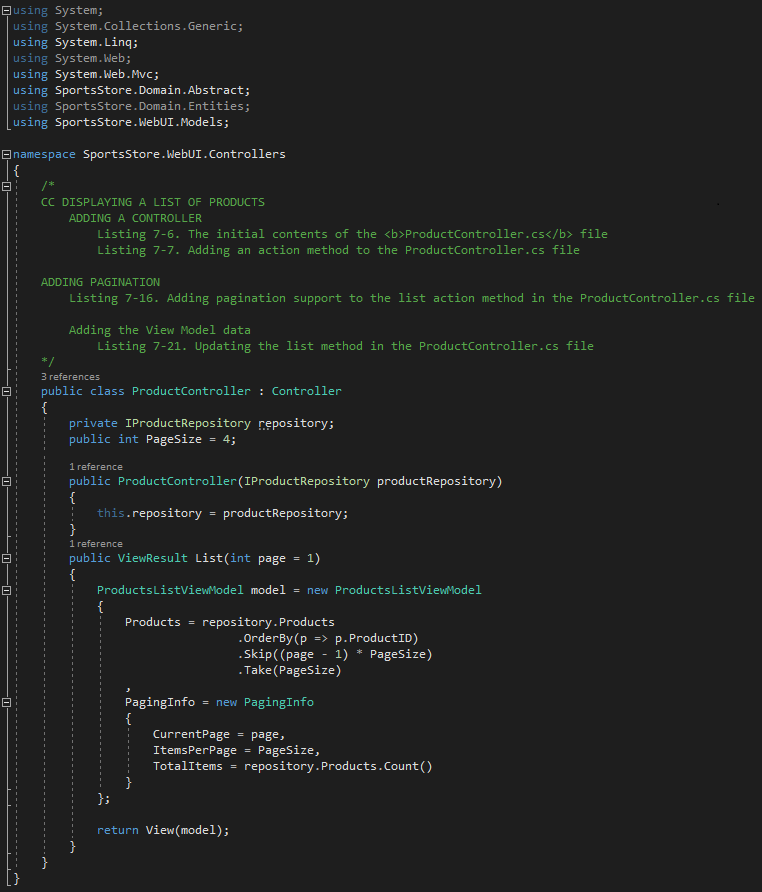 using System;
using System.Collections.Generic;
using System.Linq;
using System.Web;
using System.Web.Mvc;
using SportsStore.Domain.Abstract;
using SportsStore.Domain.Entities;
using SportsStore.WebUI.Models;

namespace SportsStore.WebUI.Controllers
{
    /*
    CC DISPLAYING A LIST OF PRODUCTS
        ADDING A CONTROLLER
            Listing 7-6. The initial contents of the <b>ProductController.cs</b> file
            Listing 7-7. Adding an action method to the ProductController.cs file

    ADDING PAGINATION
        Listing 7-16. Adding pagination support to the list action method in the ProductController.cs file

        Adding the View Model data
            Listing 7-21. Updating the list method in the ProductController.cs file
    */
    3 references
    public class ProductController : Controller
    {
        private IProductRepository repository;
        public int PageSize = 4;

        1 reference
        public ProductController(IProductRepository productRepository)
        {
            this.repository = productRepository;
        }
        1 reference
        public ViewResult List(int page = 1)
        {
            ProductsListViewModel model = new ProductsListViewModel
            {
                Products = repository.Products
                                .OrderBy(p => p.ProductID)
                                .Skip((page - 1) * PageSize)
                                .Take(PageSize)
                ,
                PagingInfo = new PagingInfo
                {
                    CurrentPage = page,
                    ItemsPerPage = PageSize,
                    TotalItems = repository.Products.Count()
                }
            };

            return View(model);
        }
    }
}